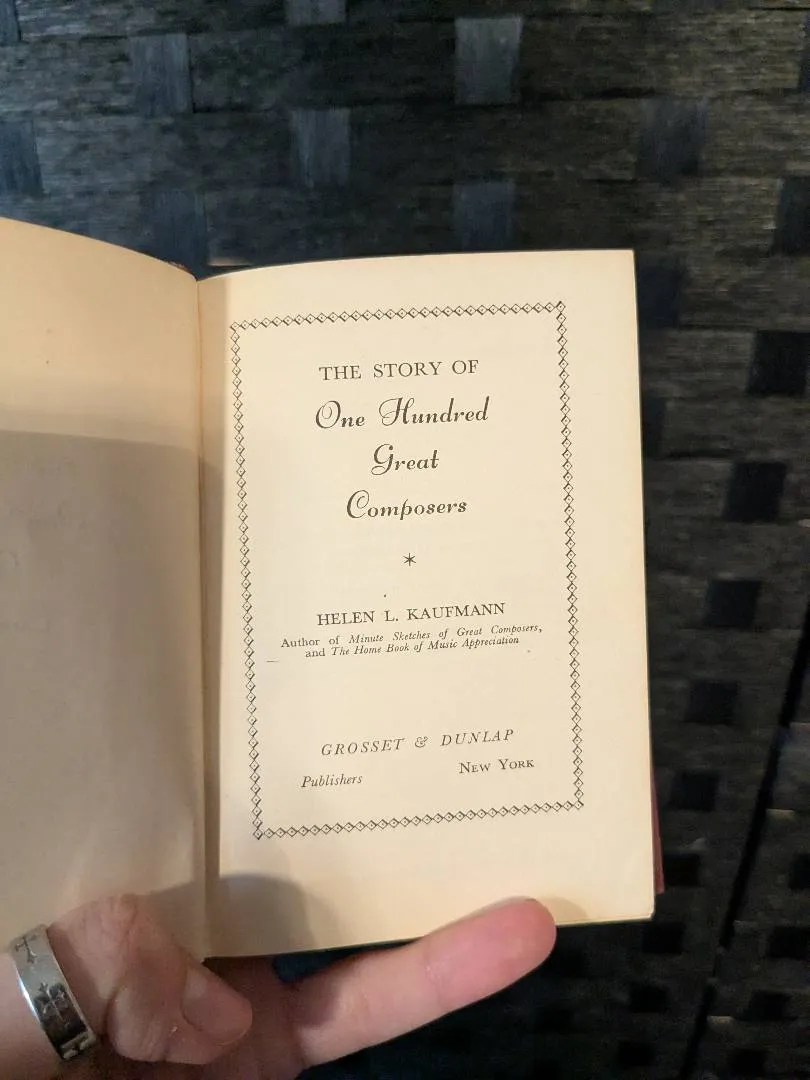 THE STORY OF
One Hundred
Great
Composers
*
HELEN L. KAUFMANN
Author of Minute Sketches of Great Composers,
and The Home Book of Music Appreciation
GROSSET & DUNLAP
Publishers New York